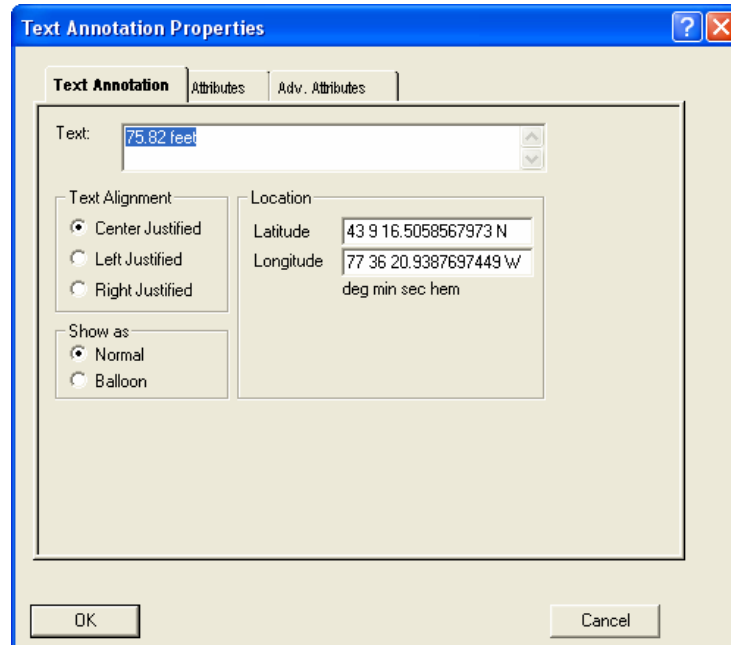 Text Annotation Properties
Text Annotation Attributes Adv. Attributes
Text: 75.82 feet
Text Alignment
Center Justified
Left Justified
Right Justified
Location
Latitude 43 9 16.5058567973 N
Longitude 77 36 20.9387697449 W
deg min sec hem
Show as
Normal
Balloon
OK Cancel